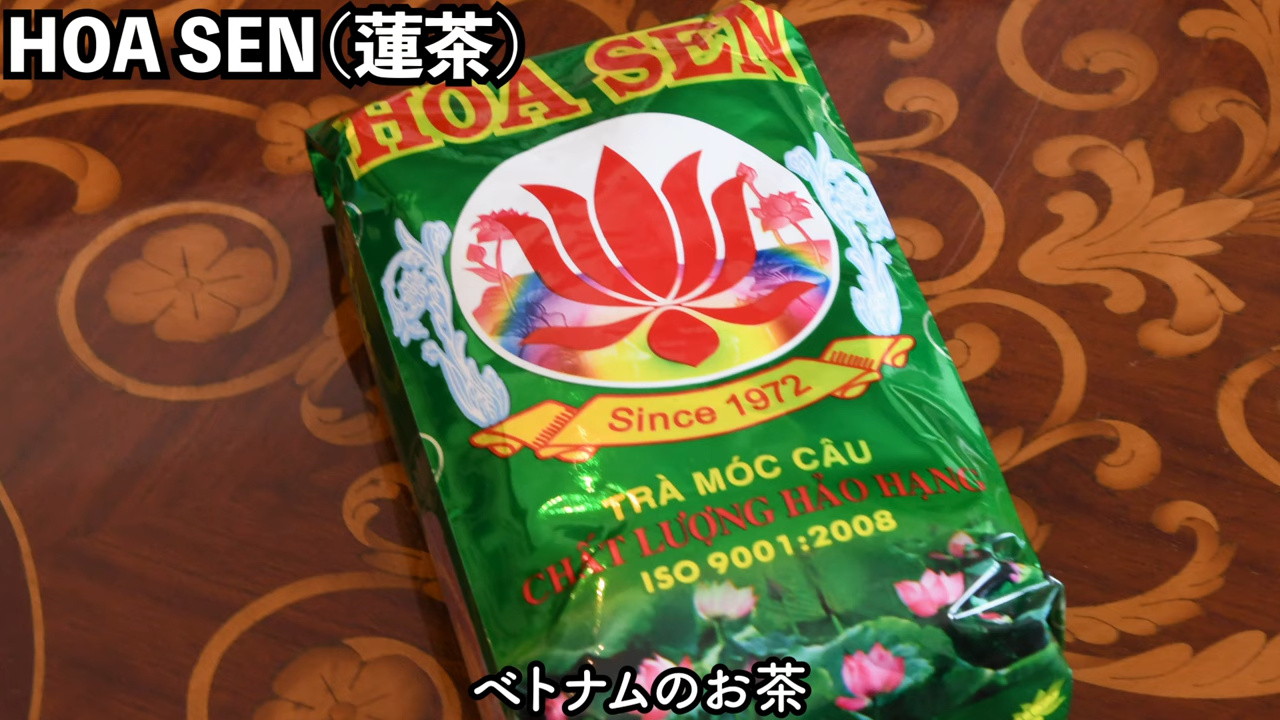 HOA SEN（蓮茶）
HOA SEN
Since 1972
TRÀ MÓC CÂU
CHẤT LƯỢNG HẢO HẠNG
ISO 9001:2008
ベトナムのお茶